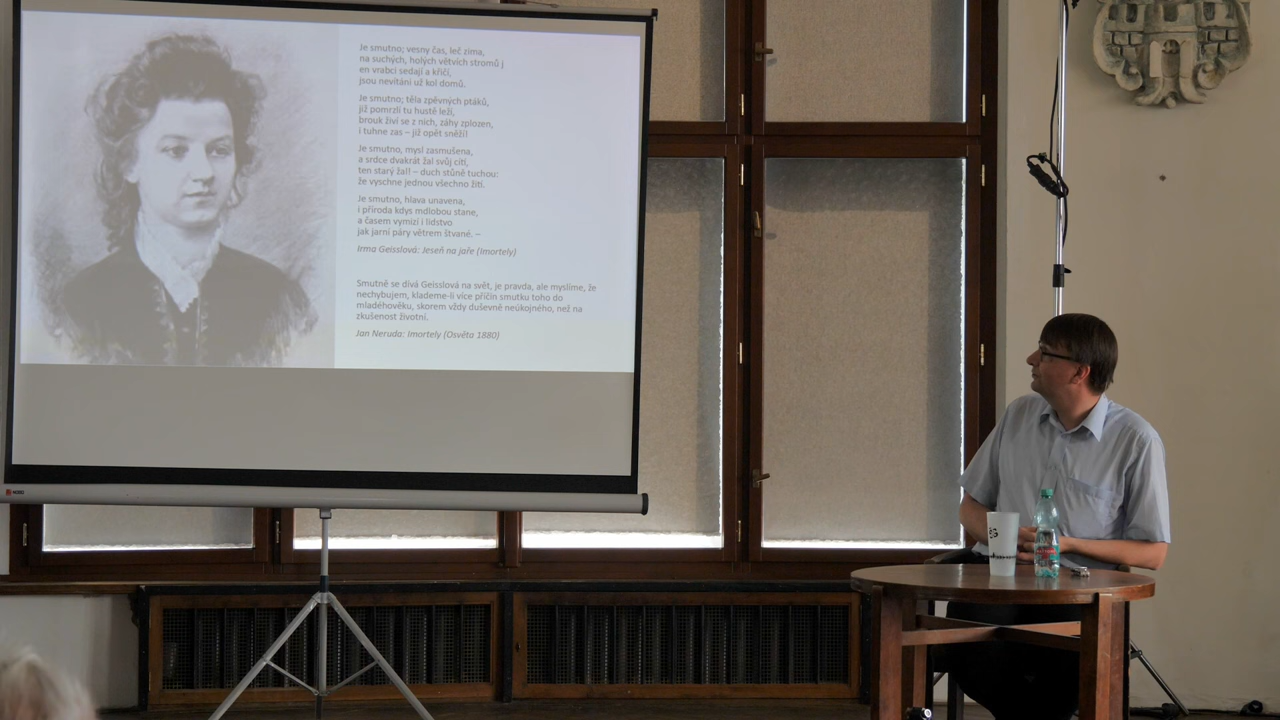 Je smutno; vesny čas, leč zima,
na suchých, holých větvích stromů j
en vrabci sedají a křičí,
jsou nevítáni už kol domů.
Je smutno; těla zpěvných ptáků,
již pomrzli tu hustě leží,
brouk živí se z nich, záhy zplozen,
i tuhne zas – již opět sněží!
Je smutno, mysl zasmušena,
a srdce dvakrát žal svůj cítí,
ten starý žal! – duch stůně tuchou:
že vyschne jednou všechno žití.
Je smutno, hlava unavena,
i příroda kdys mdlobou stane,
a časem vymizí i lidstvo
jak jarní páry větrem štvané. –
Irma Geisslová: Jeseň na jaře (Imortely)
Smutně se dívá Geisslová na svět, je pravda, ale myslíme, že
nechybujem, klademe-li více příčin smutku toho do
mladéhověku, skorem vždy duševně neúkojného, než na
zkušenost životní.
Jan Neruda: Imortely (Osvěta 1880)